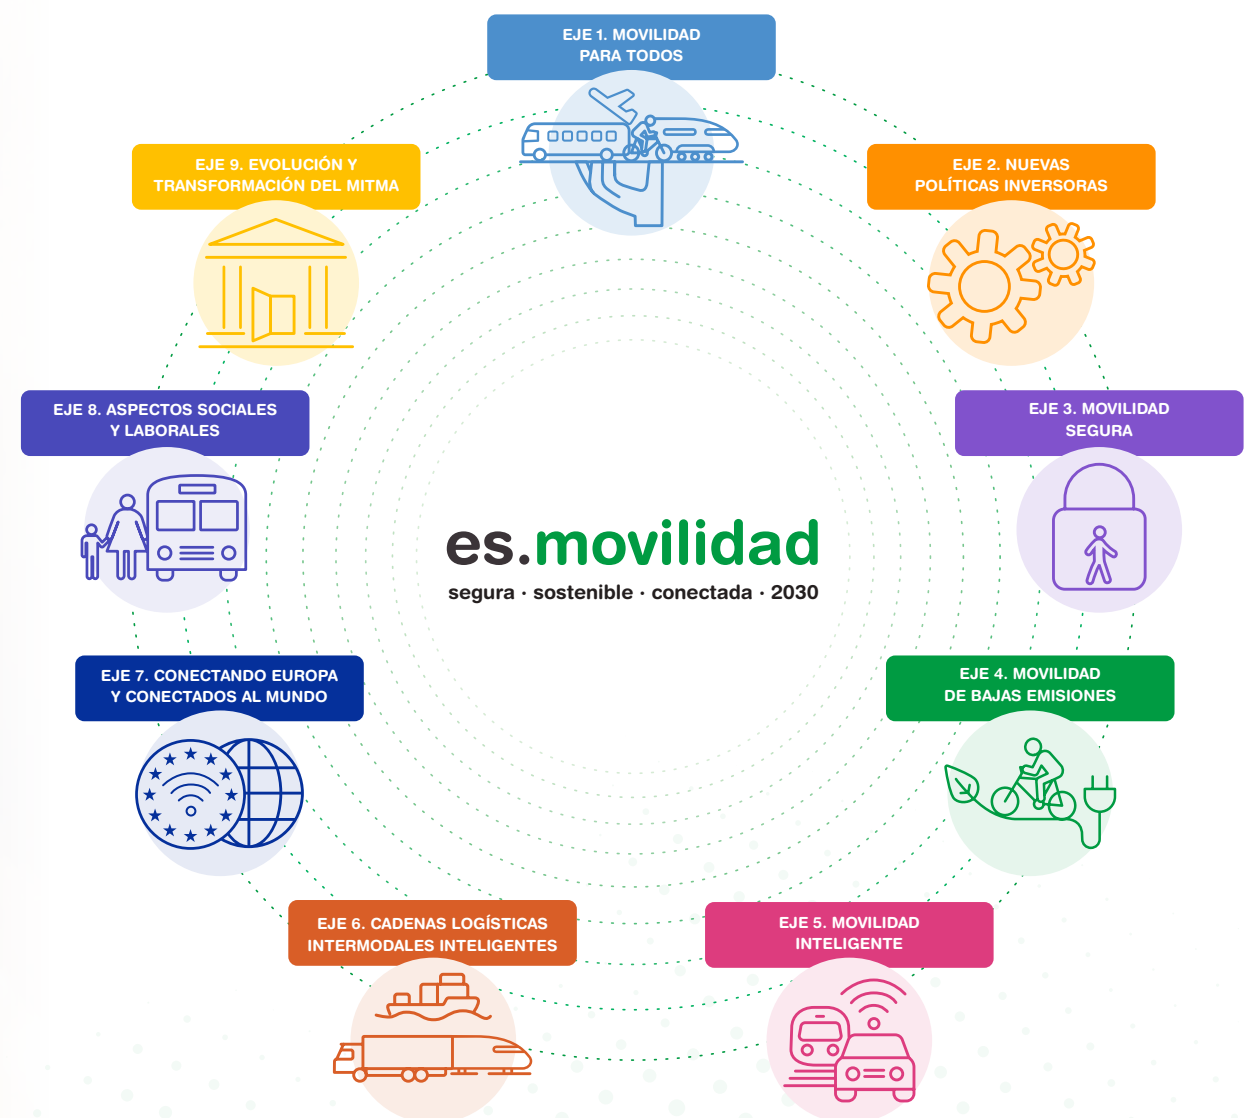 EJE 1. MOVILIDAD
PARA TODOS
EJE 2. NUEVAS
POLÍTICAS INVERSORAS
EJE 3. MOVILIDAD
SEGURA
EJE 4. MOVILIDAD
DE BAJAS EMISIONES
EJE 5. MOVILIDAD
INTELIGENTE
EJE 6. CADENAS LOGÍSTICAS
INTERMODALES INTELIGENTES
EJE 7. CONECTANDO EUROPA
Y CONECTADOS AL MUNDO
EJE 8. ASPECTOS SOCIALES
Y LABORALES
EJE 9. EVOLUCIÓN Y
TRANSFORMACIÓN DEL MITMA
es.movilidad
segura · sostenible · conectada · 2030